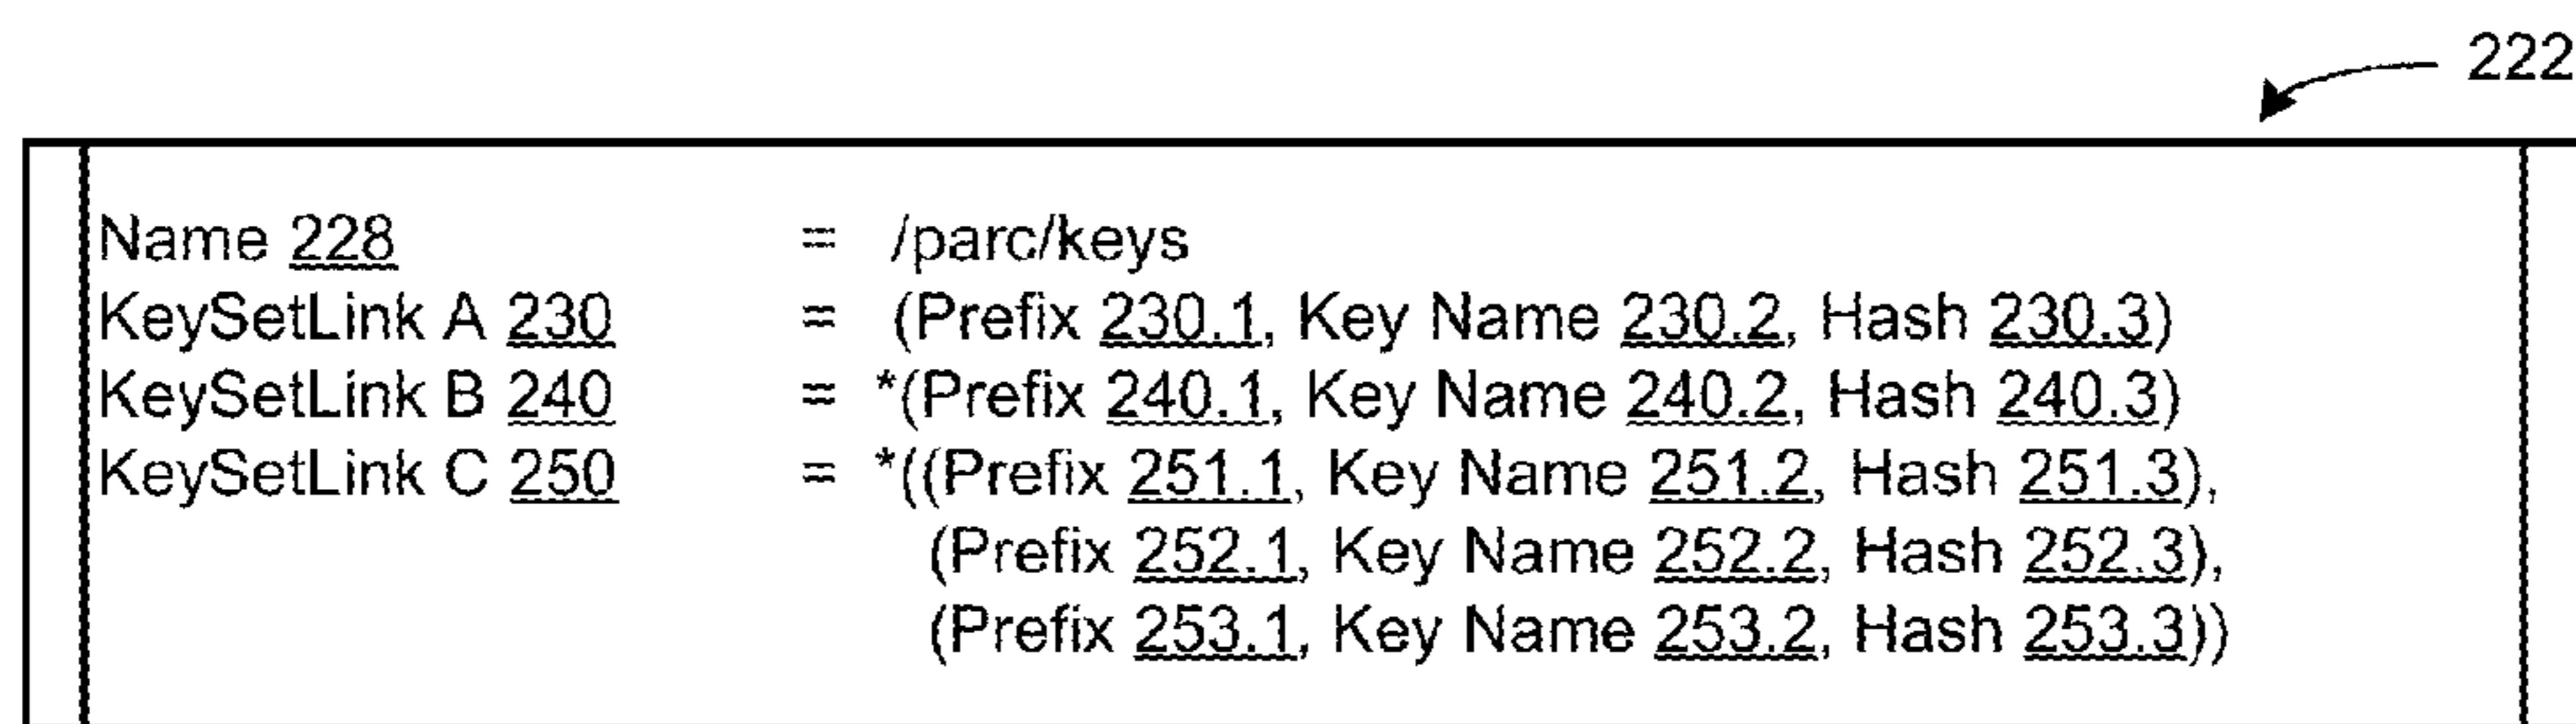 222
Name 228 = /parc/keys
KeySetLink A 230 = (Prefix 230.1, Key Name 230.2, Hash 230.3)
KeySetLink B 240 = *(Prefix 240.1, Key Name 240.2, Hash 240.3)
KeySetLink C 250 = *((Prefix 251.1, Key Name 251.2, Hash 251.3),
(Prefix 252.1, Key Name 252.2, Hash 252.3),
(Prefix 253.1, Key Name 253.2, Hash 253.3))